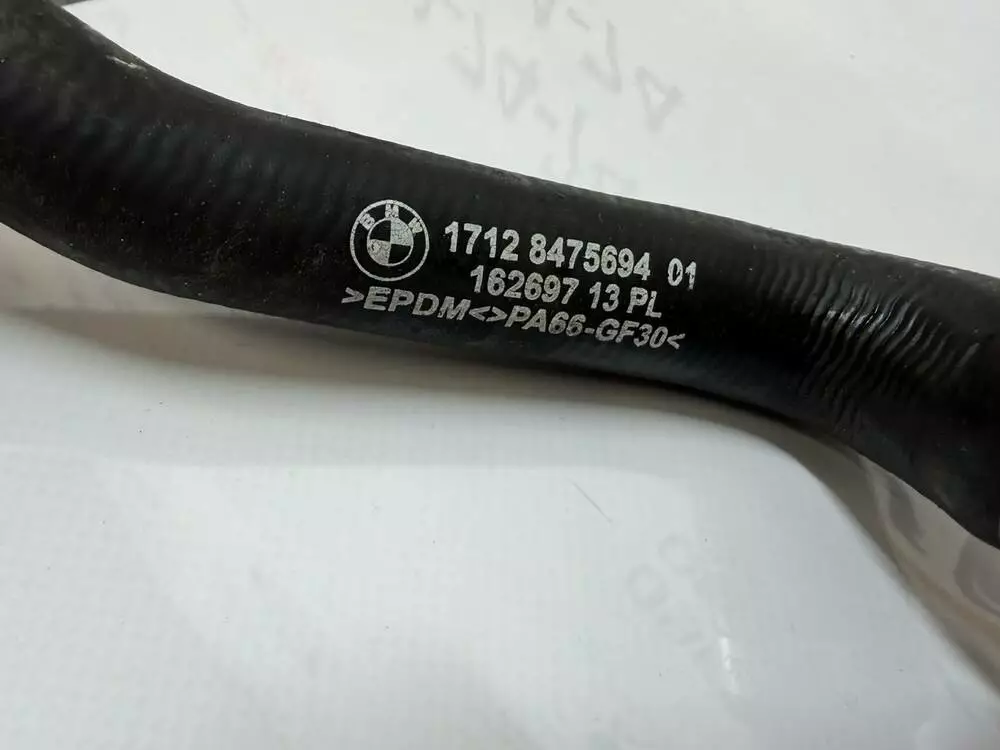 BMW
1712 8475694 01
162697 13 PL
>EPDM<>PA66-GF30<